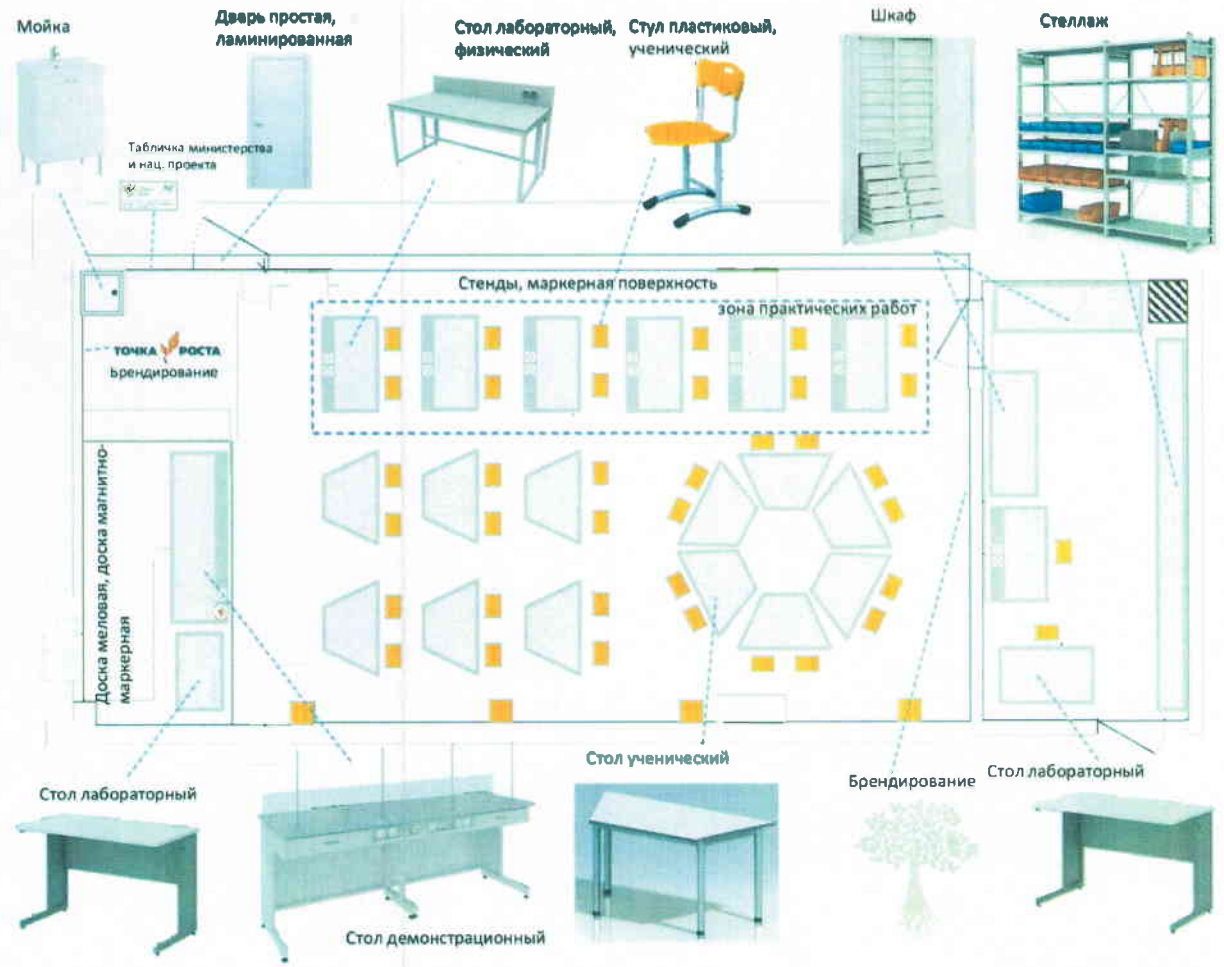 Мойка
Дверь простая,
ламинированная
Стол лабораторный,
физический
Стул пластиковый,
ученический
Шкаф
Стеллаж
Табличка министерства
и нац. проекта
Стенды, маркерная поверхность
зона практических работ
ТОЧКА РОСТА
Брендирование
Доска меловая, доска магнитно-
маркерная
Стол лабораторный
Стол демонстрационный
Стол ученический
Брендирование
Стол лабораторный